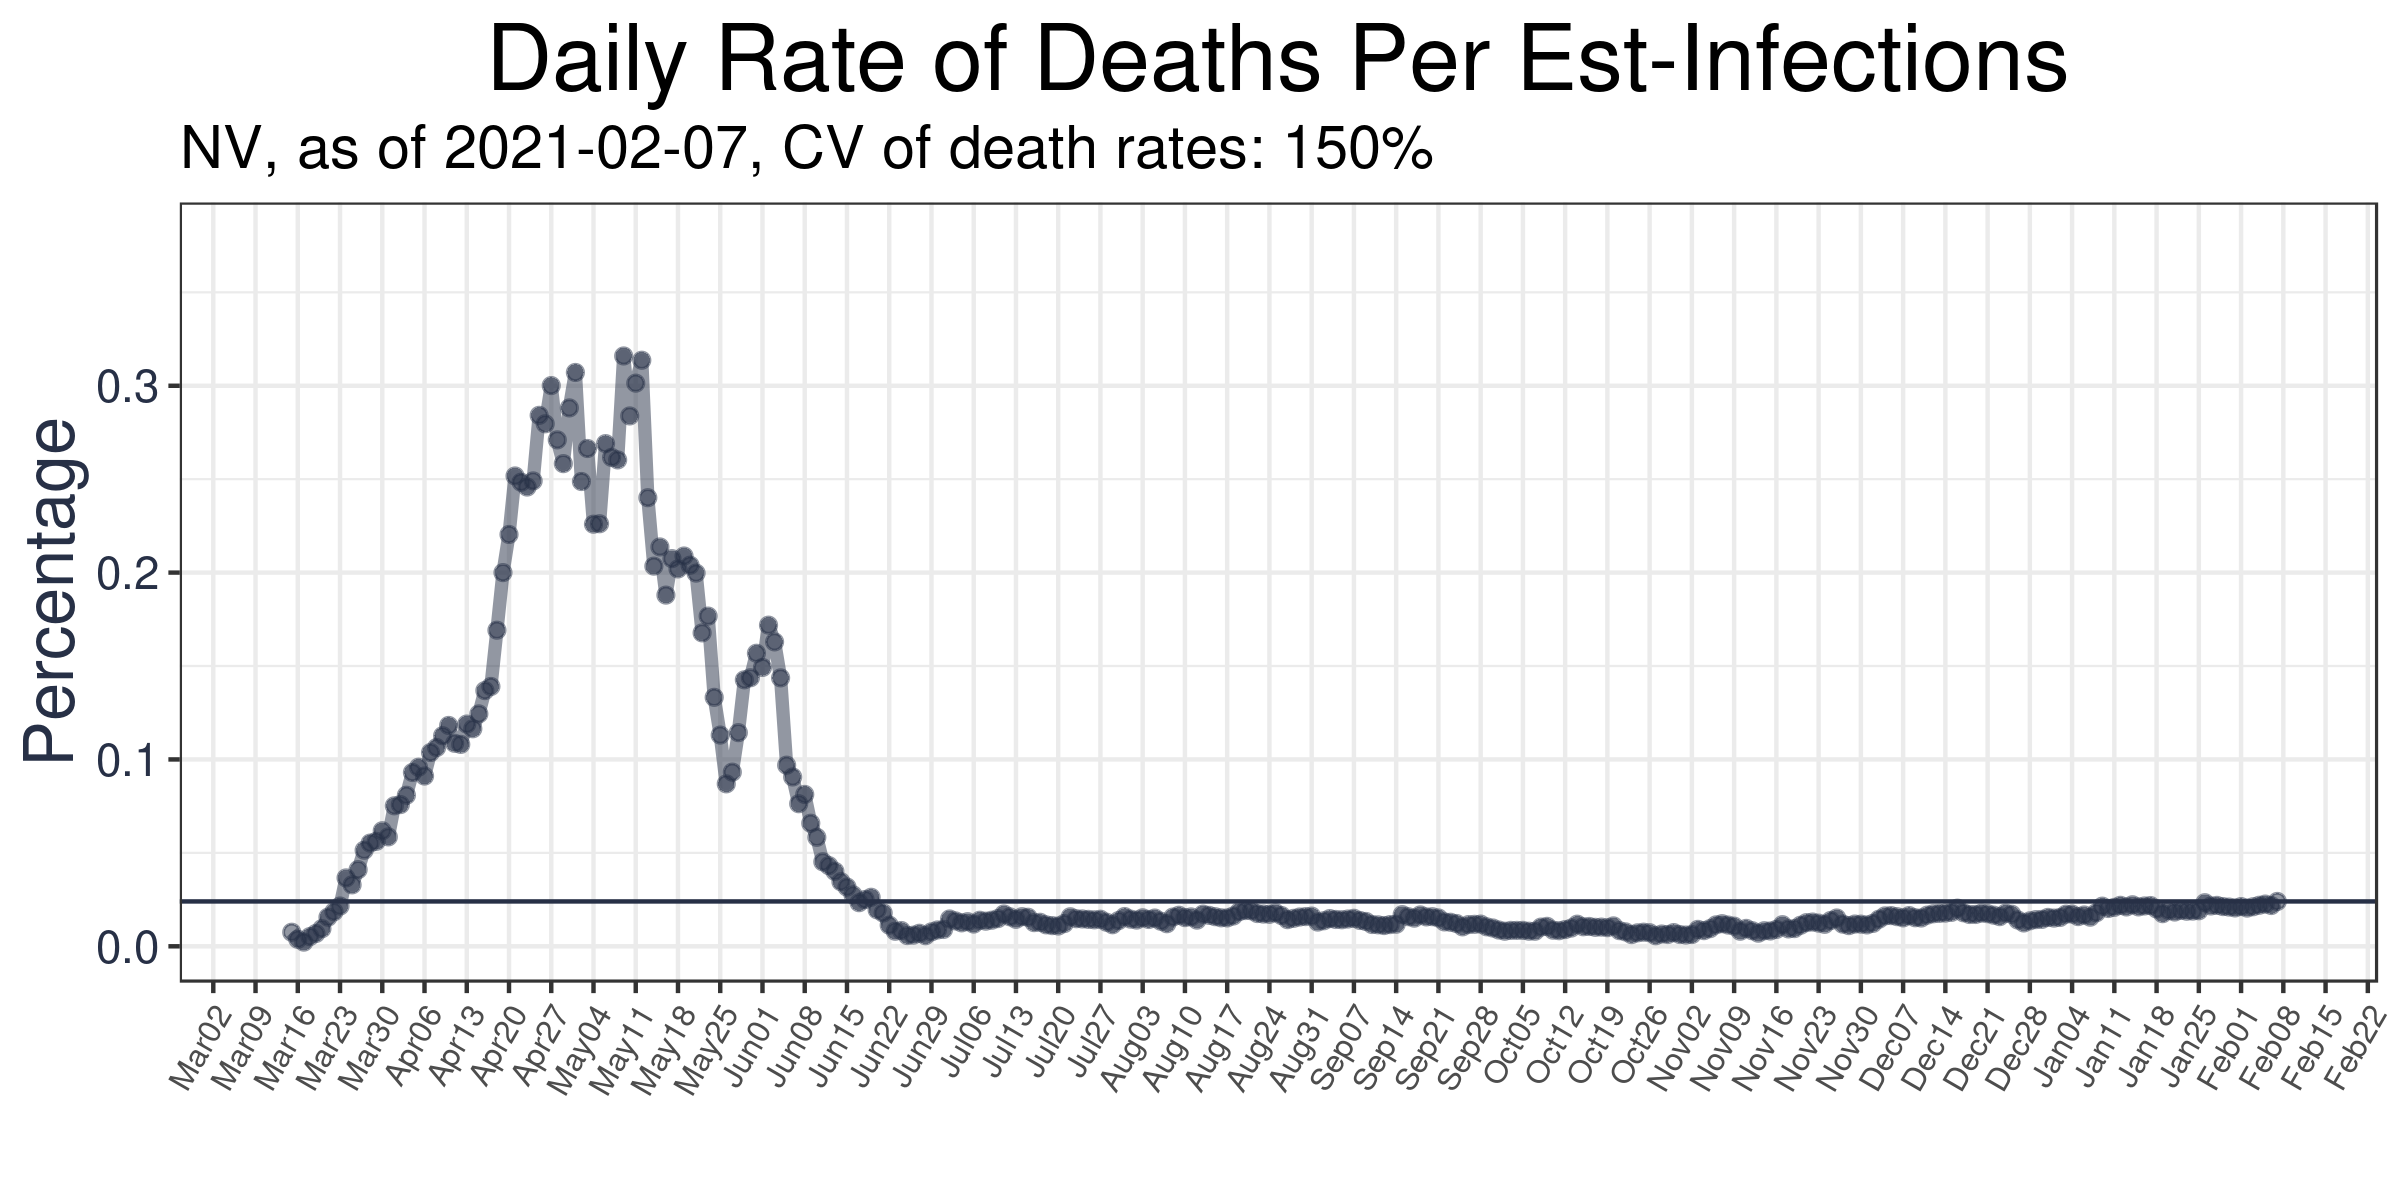 Daily Rate of Deaths Per Est-Infections
NV, as of 2021-02-07, CV of death rates: 150%
Percentage
0.3
0.2
0.1
0.0
Mar02
Mar09
Mar16
Mar23
Mar30
Apr06
Apr13
Apr20
Apr27
May04
May11
May18
May25
Jun01
Jun08
Jun15
Jun22
Jun29
Jul06
Jul13
Jul20
Jul27
Aug03
Aug10
Aug17
Aug24
Aug31
Sep07
Sep14
Sep21
Sep28
Oct05
Oct12
Oct19
Oct26
Nov02
Nov09
Nov16
Nov23
Nov30
Dec07
Dec14
Dec21
Dec28
Jan04
Jan11
Jan18
Jan25
Feb01
Feb08
Feb15
Feb22